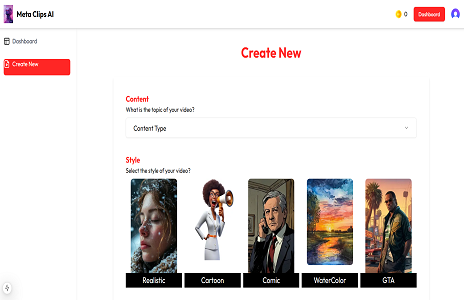 Meta Clips AI
0
Dashboard
Dashboard
Create New
Create New
Content
What is the topic of your video?
Content Type
Style
Select the style of your video?
Realistic
Cartoon
Comic
WaterColor
GTA